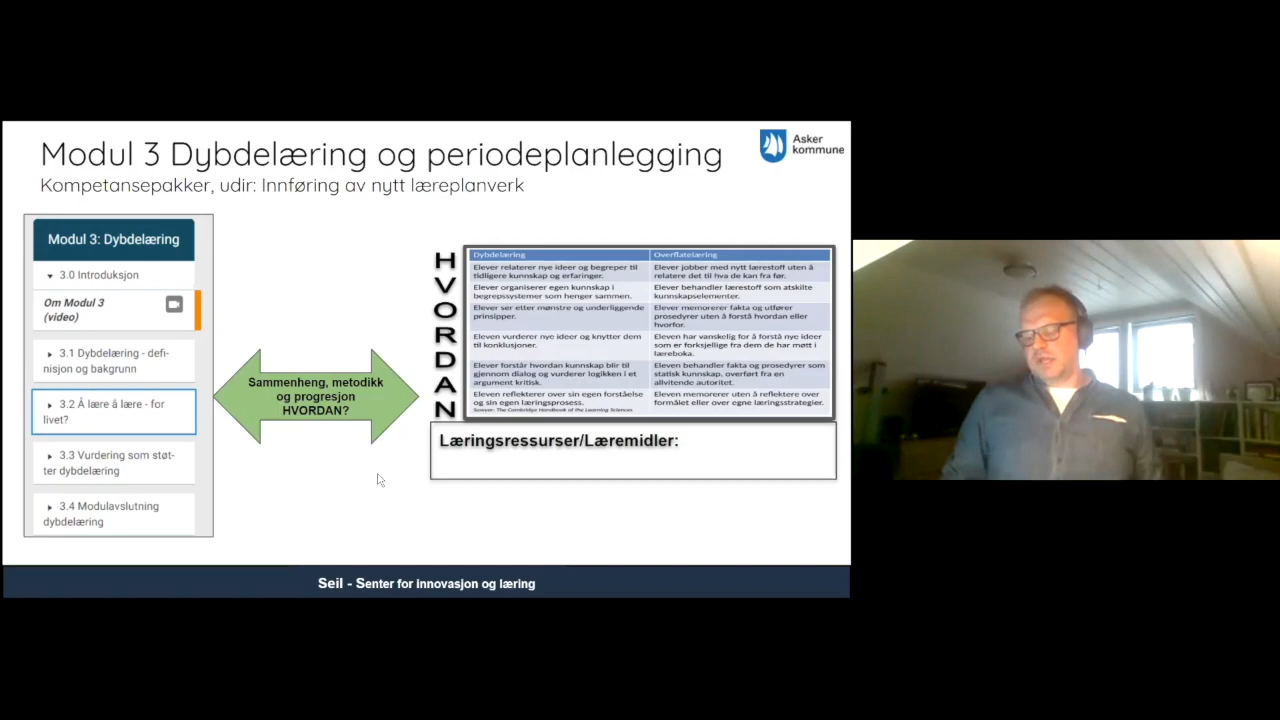 Modul 3 Dybdelæring og periodeplanlegging
Kompetansepakker, udir: Innføring av nytt læreplanverk
Asker
kommune
Modul 3: Dybdelæring
3.0 Introduksjon
Om Modul 3
(video)
3.1 Dybdelæring - defi-
nisjon og bakgrunn
3.2 Å lære å lære - for
livet?
3.3 Vurdering som støt-
ter dybdelæring
3.4 Modulavslutning
dybdelæring
Sammenheng, metodikk
og progresjon
HVORDAN?
H
V
O
R
D
A
N
Dybdelæring
Elever relaterer nye ideer og begreper til
tidligere kunnskap og erfaringer.
Elever organiserer egen kunnskap i
begrepssystemer som henger sammen.
Elever ser etter mønstre og underliggende
prinsipper.
Eleven vurderer nye ideer og knytter dem
til konklusjoner.
Elever forstår hvordan kunnskap blir til
gjennom dialog og vurderer logikken i et
argument kritisk.
Eleven reflekterer over sin egen forståelse
og sin egen læringsprosess.
Sawyer: The Cambridge Handbook of the Learning Sciences
Overflatelæring
Elever jobber med nytt lærestoff uten å
relatere det til hva de kan fra før.
Elever behandler lærestoff som atskilte
kunnskapselementer.
Elever memorerer fakta og utfører
prosedyrer uten å forstå hvordan eller
hvorfor.
Eleven har vanskelig for å forstå nye ideer
som er forksjellige fra dem de har møtt i
læreboka.
Eleven behandler fakta og prosedyrer som
statisk kunnskap, overført fra en
allvitende autoritet.
Eleven memorerer uten å reflektere over
formålet eller over egne læringsstrategier.
Læringsressurser/Læremidler:
Seil - Senter for innovasjon og læring